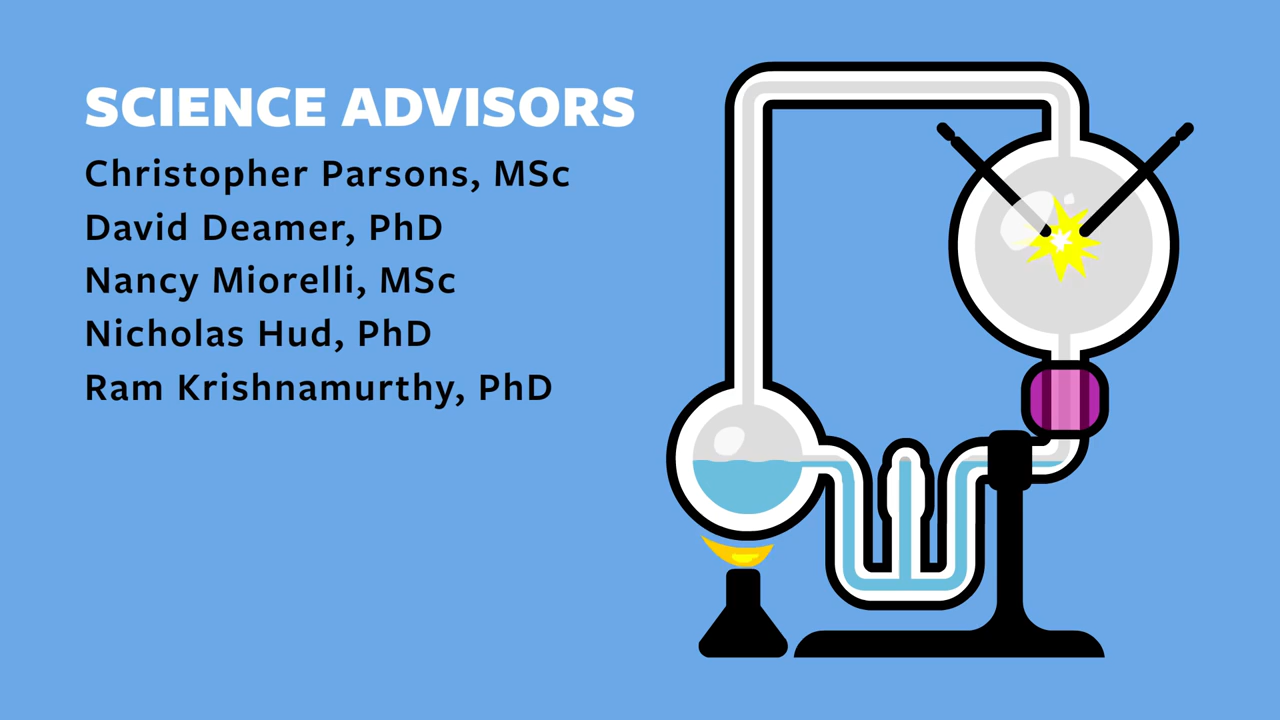 SCIENCE ADVISORS
Christopher Parsons, MSc
David Deamer, PhD
Nancy Miorelli, MSc
Nicholas Hud, PhD
Ram Krishnamurthy, PhD